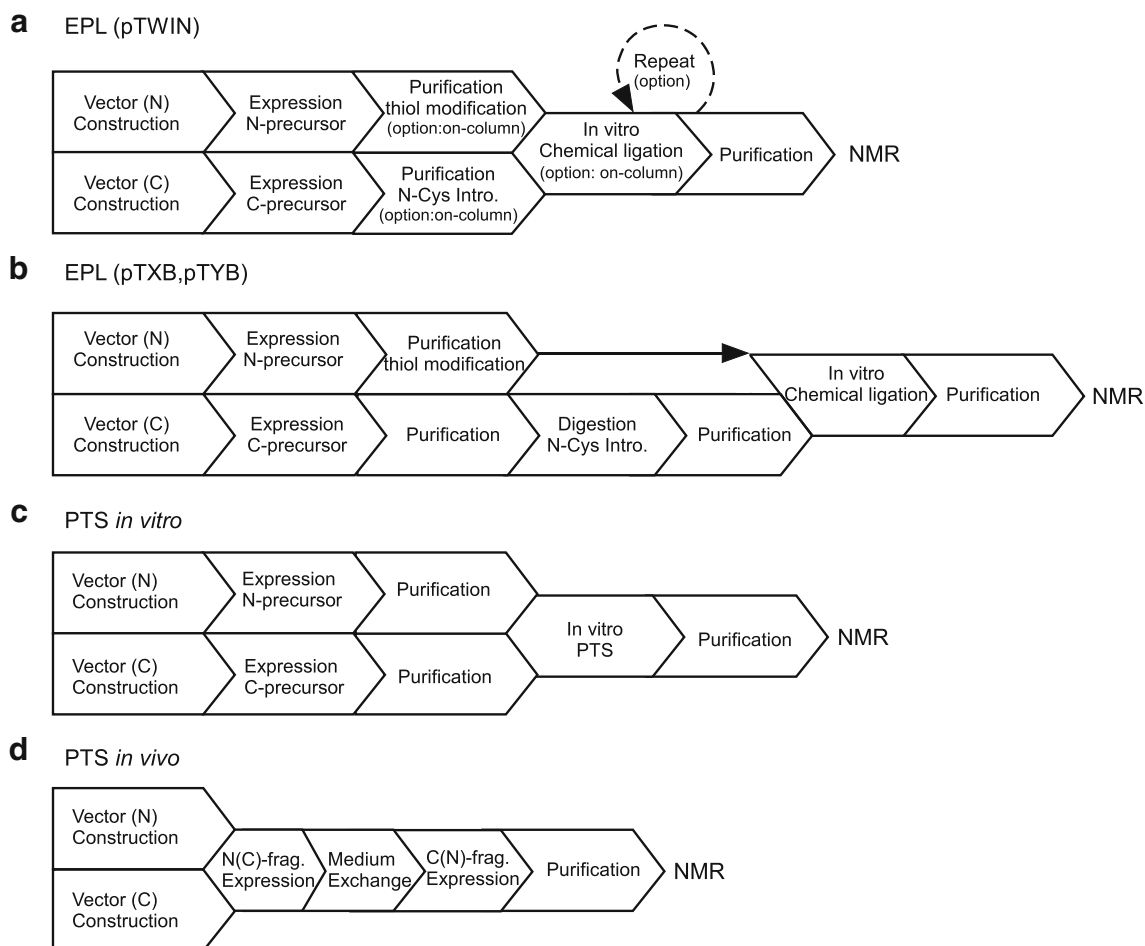 a EPL (pTWIN)
Vector (N)
Construction
Expression
N-precursor
Purification
thiol modification
(option:on-column)
Vector (C)
Construction
Expression
C-precursor
Purification
N-Cys Intro.
(option:on-column)
In vitro
Chemical ligation
(option: on-column)
Repeat
(option)
Purification
NMR
b EPL (pTXB,pTYB)
Vector (N)
Construction
Expression
N-precursor
Purification
thiol modification
Vector (C)
Construction
Expression
C-precursor
Purification
Digestion
N-Cys Intro.
Purification
In vitro
Chemical ligation
Purification
NMR
c PTS in vitro
Vector (N)
Construction
Expression
N-precursor
Purification
Vector (C)
Construction
Expression
C-precursor
Purification
In vitro
PTS
Purification
NMR
d PTS in vivo
Vector (N)
Construction
Vector (C)
Construction
N(C)-frag.
Expression
Medium
Exchange
C(N)-frag.
Expression
Purification
NMR